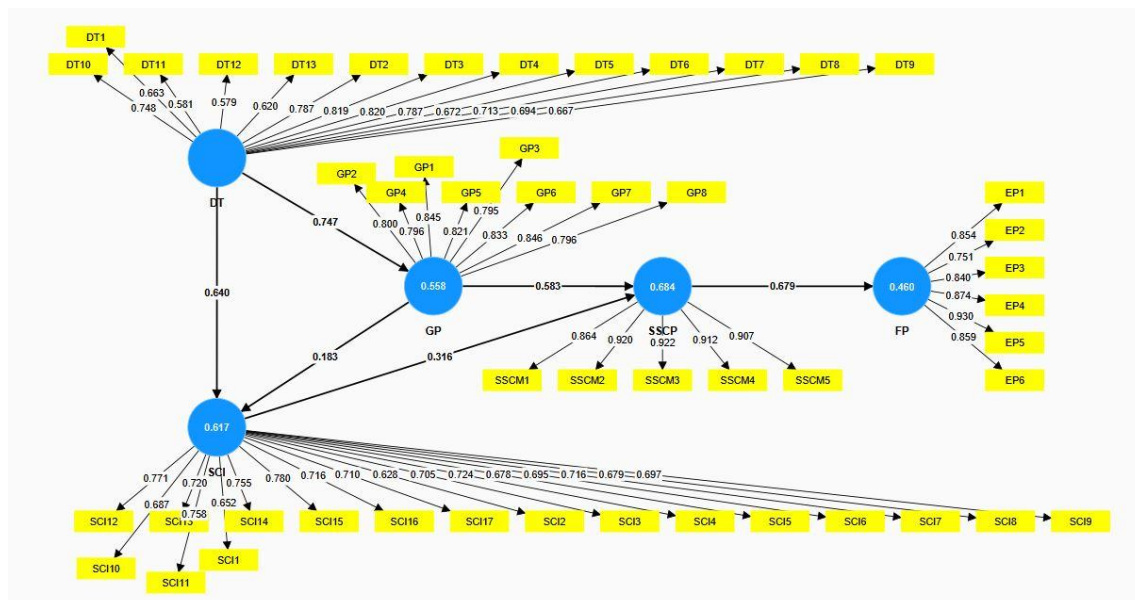 DT1
DT10 DT11 DT12 DT13 DT2 DT3 DT4 DT5 DT6 DT7 DT8 DT9
0.663
0.748 0.581 0.579 0.620 0.787 0.819 0.820 0.787 0.672 0.713 0.694 0.667
DT
GP3
GP2 GP1
GP4 GP5 GP6 GP7 GP8
0.800 0.796 0.845 0.821 0.795 0.833 0.846 0.796
0.747
EP1
EP2
EP3
EP4
EP5
EP6
0.854
0.751
0.840
0.874
0.930
0.859
0.640
0.558 0.583 0.684 0.679 0.460
GP SSCP FP
0.864 0.920 0.922 0.912 0.907
0.183 0.316
SSCM1 SSCM2 SSCM3 SSCM4 SSCM5
0.617
SCI
0.771 0.687 0.720 0.758 0.652 0.755 0.780 0.716 0.710 0.628 0.705 0.724 0.678 0.695 0.716 0.679 0.697
SCI12 SCI13 SCI14 SCI15 SCI16 SCI17 SCI2 SCI3 SCI4 SCI5 SCI6 SCI7 SCI8 SCI9
SCI10 SCI1
SCI11